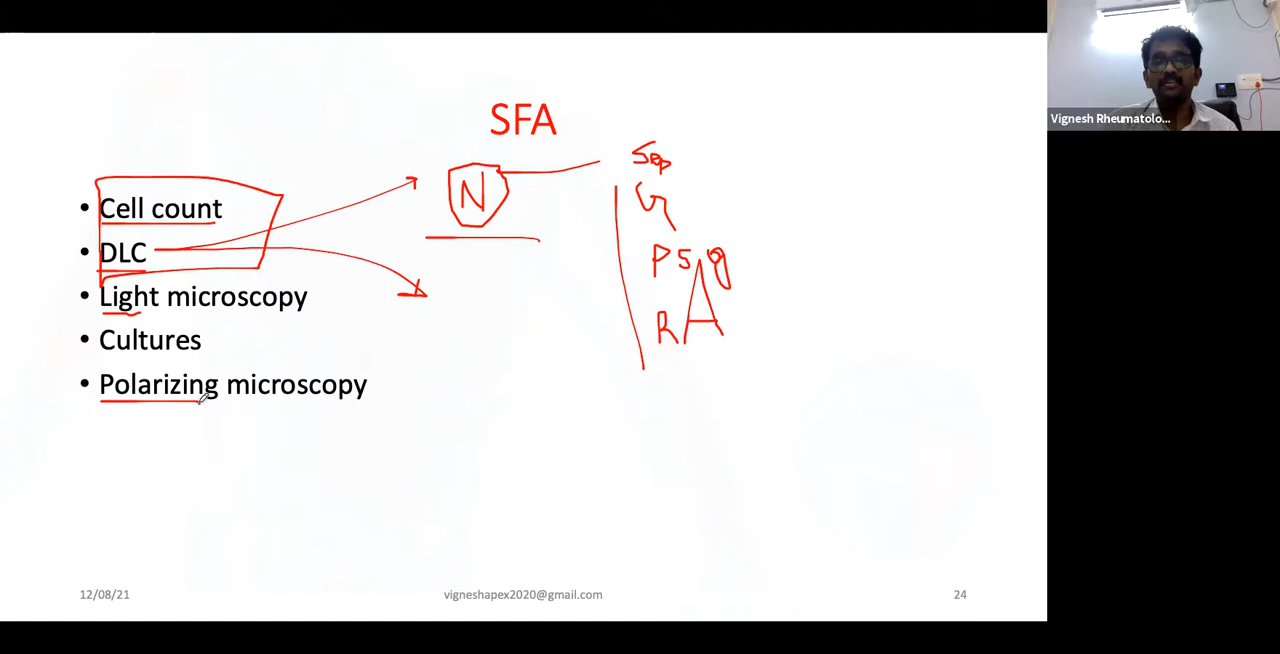 SFA
• Cell count
• DLC
• Light microscopy
• Cultures
• Polarizing microscopy
N
Sep
G
PSA
RA
12/08/21
vigneshapex2020@gmail.com
24
Vignesh Rheumatolo...